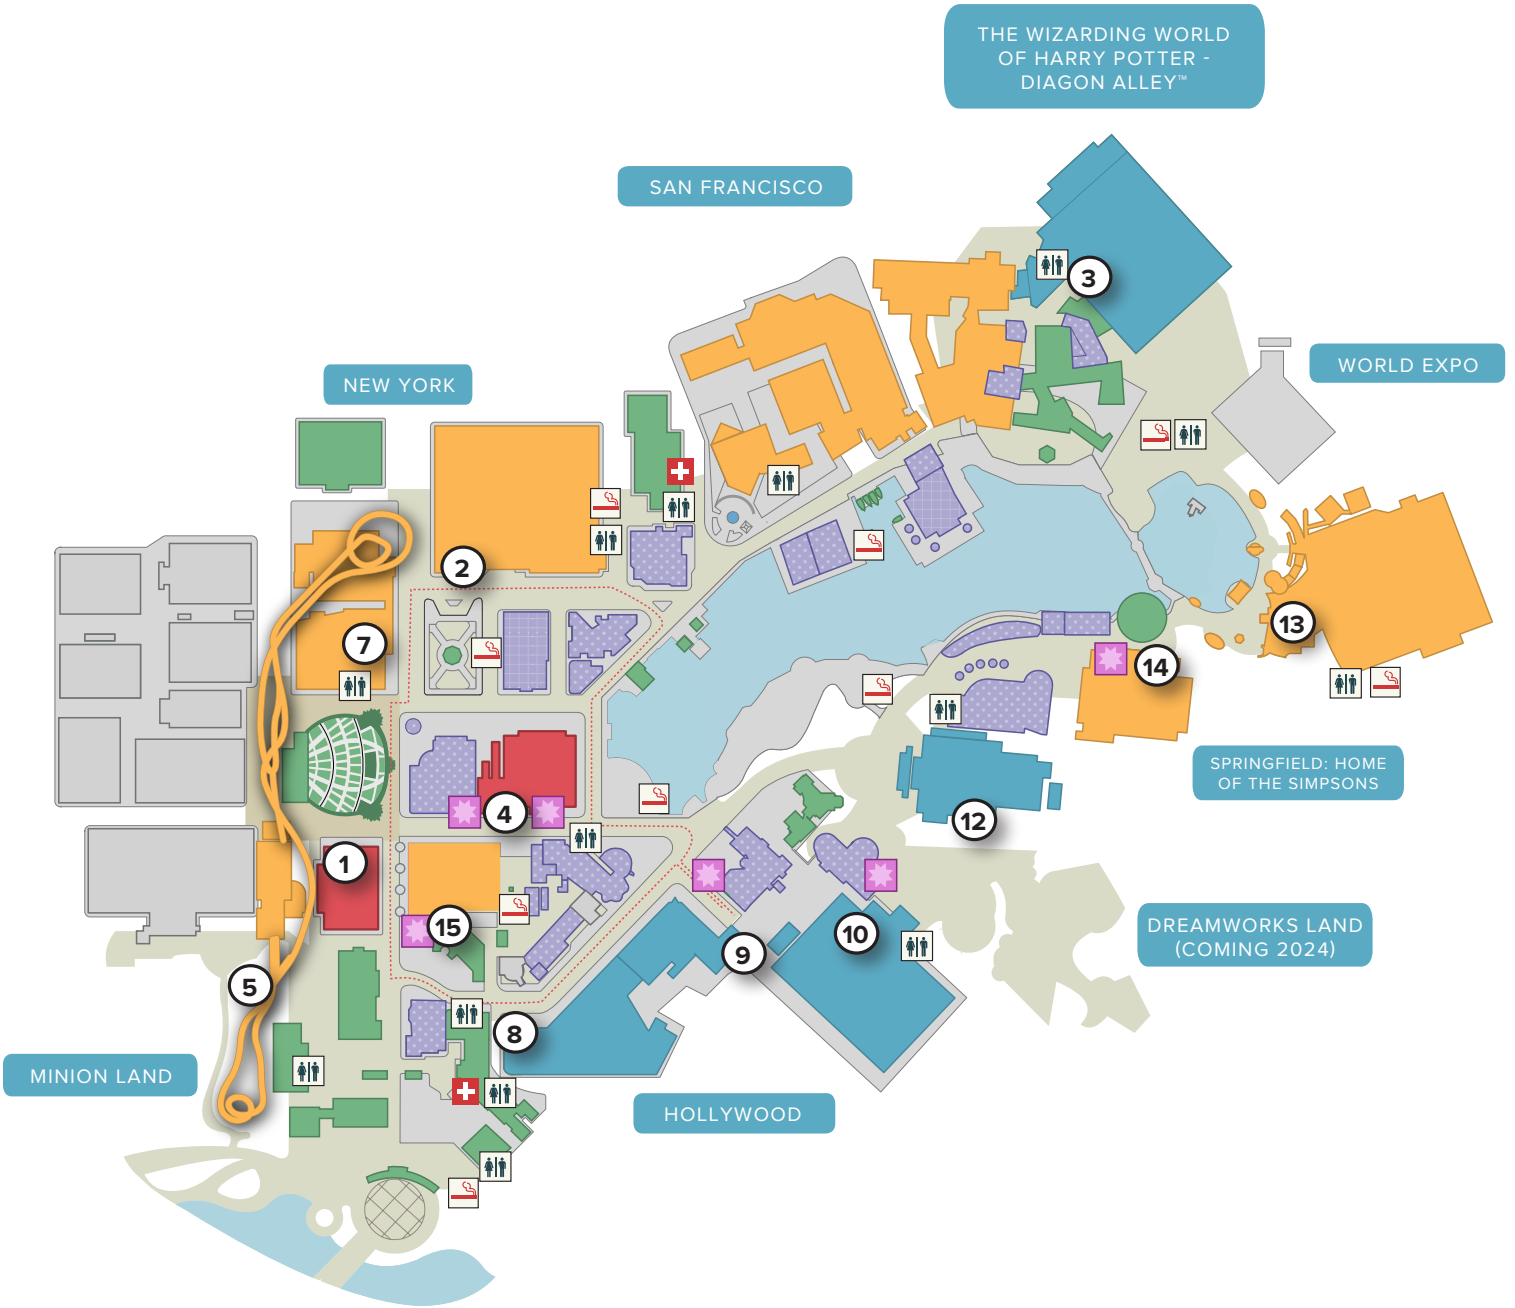 THE WIZARDING WORLD
OF HARRY POTTER -
DIAGON ALLEY™
SAN FRANCISCO
3
WORLD EXPO
NEW YORK
2
7
13
14
SPRINGFIELD: HOME
OF THE SIMPSONS
4
12
1
15
10
9
DREAMWORKS LAND
(COMING 2024)
5
8
MINION LAND
HOLLYWOOD